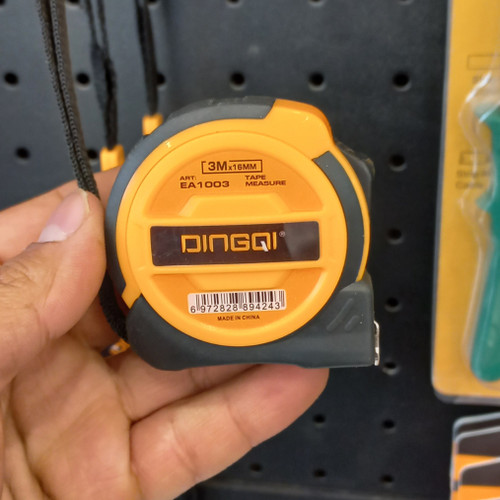 3M x 16MM
ART. TAPE
EA1003 MEASURE
DINGQI®
6 972828 894243
MADE IN CHINA